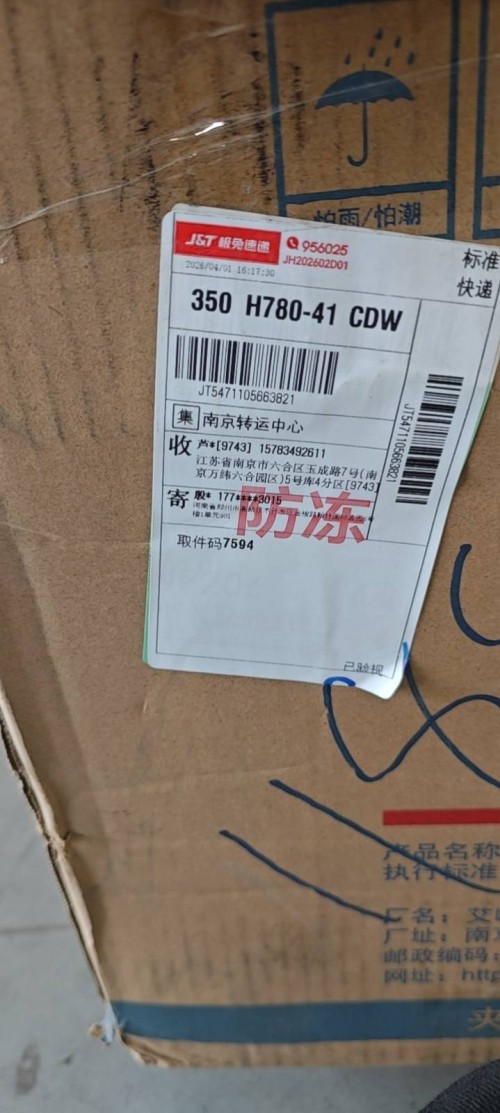 怕雨/怕潮
J&T 极兔速递
956025
JH202602D01
标准
快递
2026/04/01 16:17:30
350 H780-41 CDW
JT5471105663821
JT5471105663821
集 南京转运中心
收 芦*[9743] 15783492611
江苏省南京市六合区玉成路7号(南
京万纬六合园区)5号库4分区[9743]
寄 殷* 177****3015
防冻
取件码7594
已验视
产品名称
执行标准
厂名:
厂址: 南
邮政编码:
网址: http